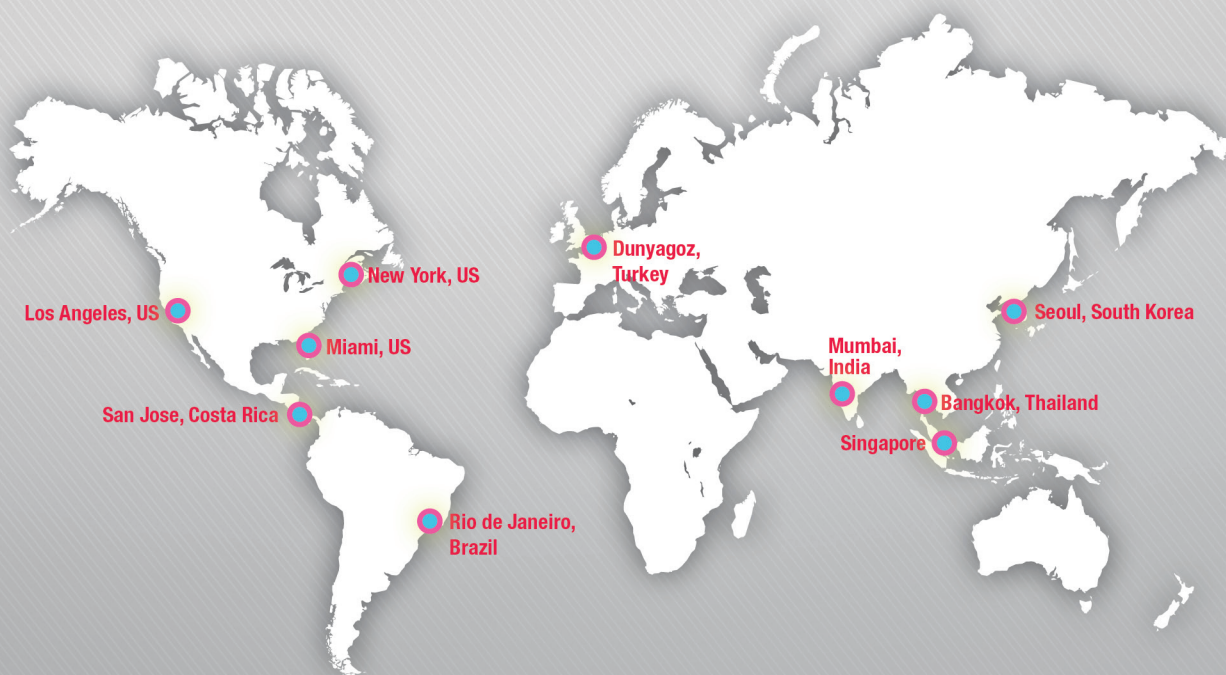 Dunyagoz,
Turkey
New York, US
Los Angeles, US
Seoul, South Korea
Miami, US
Mumbai,
India
Bangkok, Thailand
San Jose, Costa Rica
Singapore
Rio de Janeiro,
Brazil